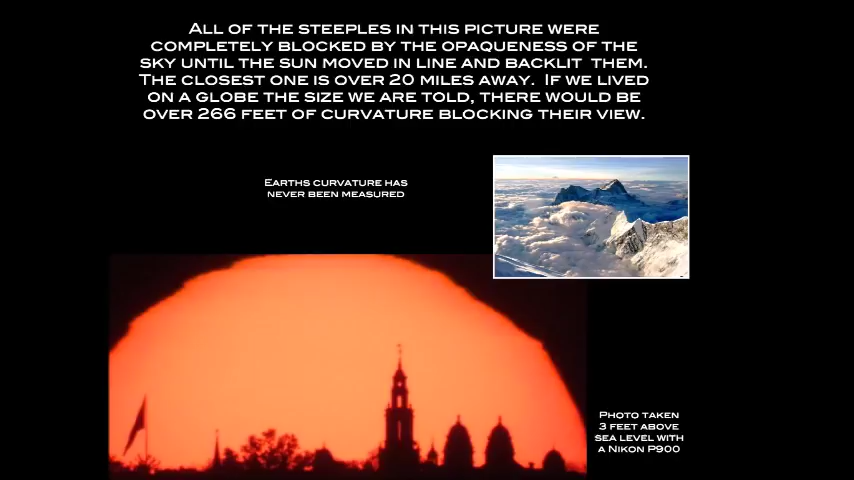 All of the steeples in this picture were
completely blocked by the opaqueness of the
sky until the sun moved in line and backlit them.
The closest one is over 20 miles away. If we lived
on a globe the size we are told, there would be
over 266 feet of curvature blocking their view.
Earths curvature has
never been measured
Photo taken
3 feet above
sea level with
a Nikon P900